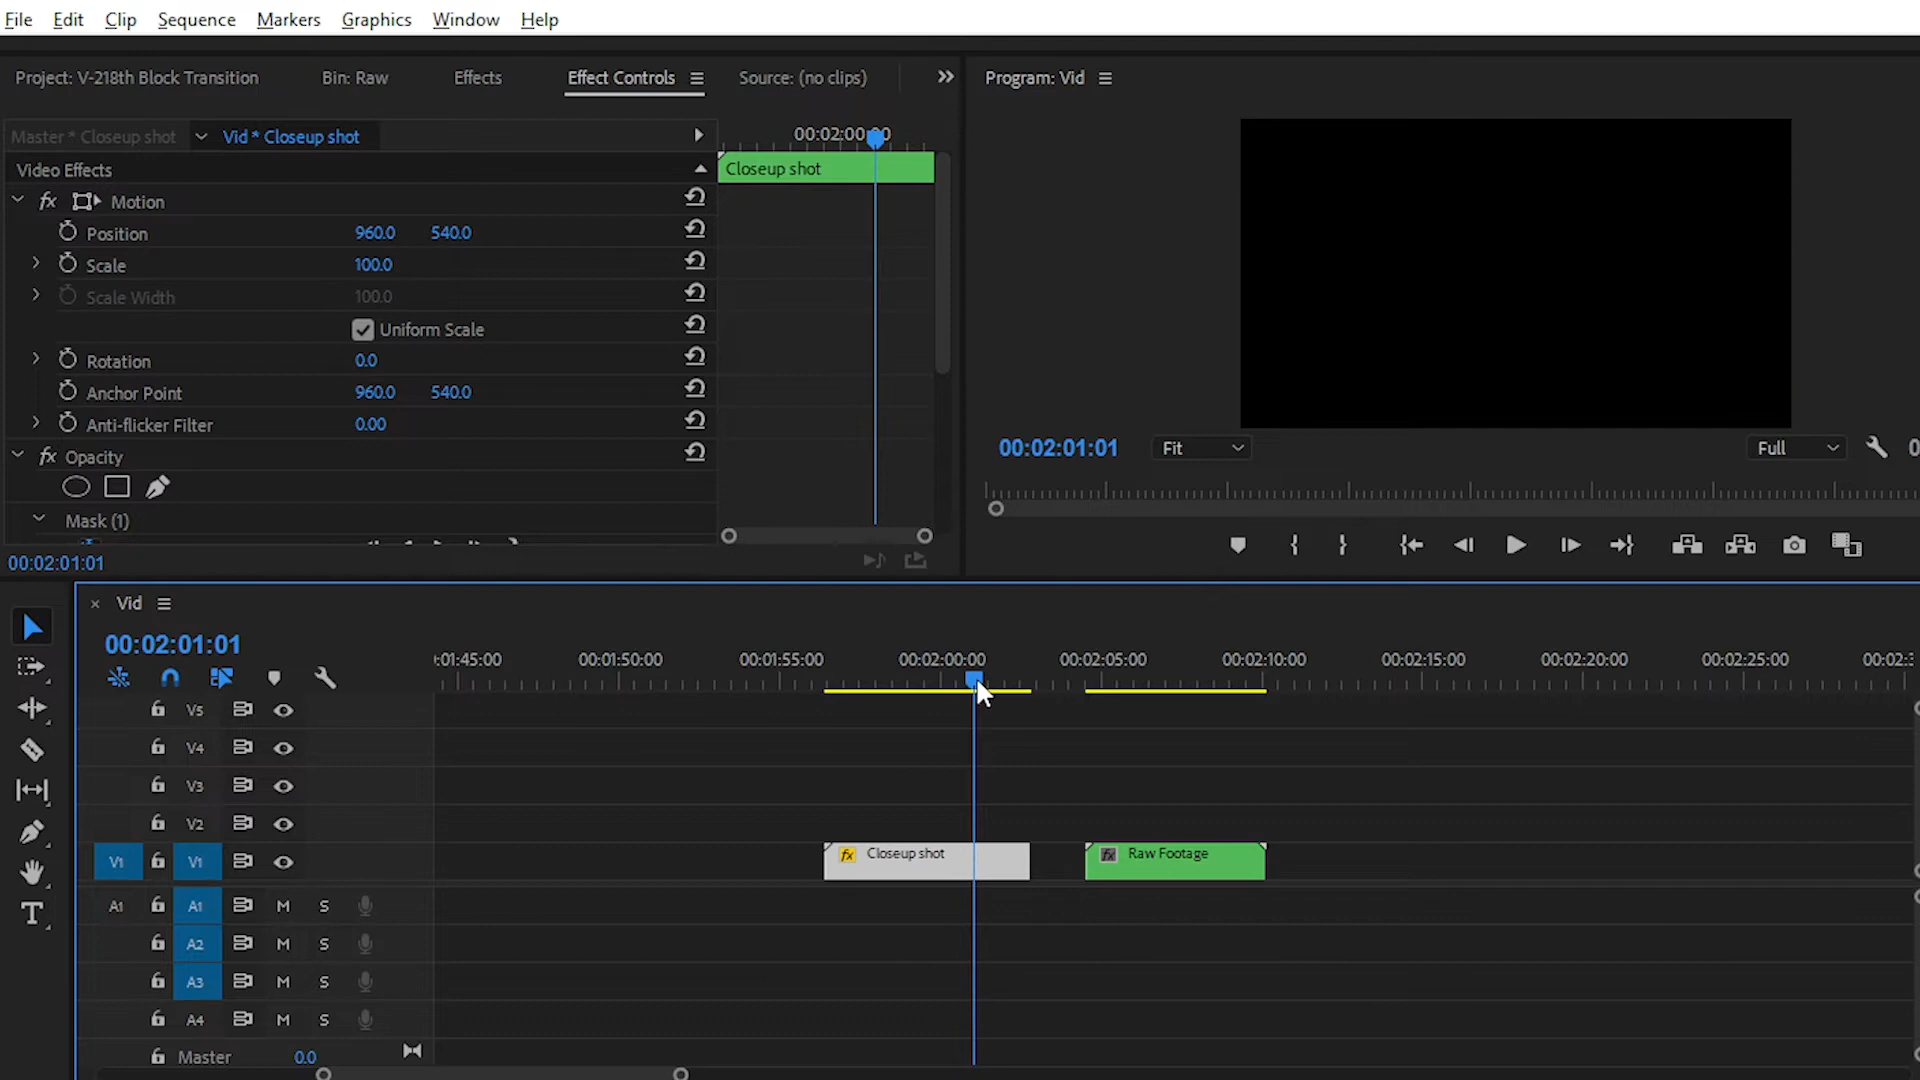 File Edit Clip Sequence Markers Graphics Window Help
Project: V-218th Block Transition Bin: Raw Effects Effect Controls Source: (no clips)
Program: Vid
Master * Closeup shot Vid * Closeup shot
00:02:00:00
Video Effects
Closeup shot
fx Motion
Position 960.0 540.0
Scale 100.0
Scale Width 100.0
Uniform Scale
Rotation 0.0
Anchor Point 960.0 540.0
Anti-flicker Filter 0.00
fx Opacity
Mask (1)
00:02:01:01
00:02:01:01 Fit Full
Vid
00:02:01:01
:01:45:00 00:01:50:00 00:01:55:00 00:02:00:00 00:02:05:00 00:02:10:00 00:02:15:00 00:02:20:00 00:02:25:00
V5
V4
V3
V2
V1 V1
fx Closeup shot
fx Raw Footage
A1 A1 M S
A2 M S
A3 M S
A4 M S
Master 0.0
T